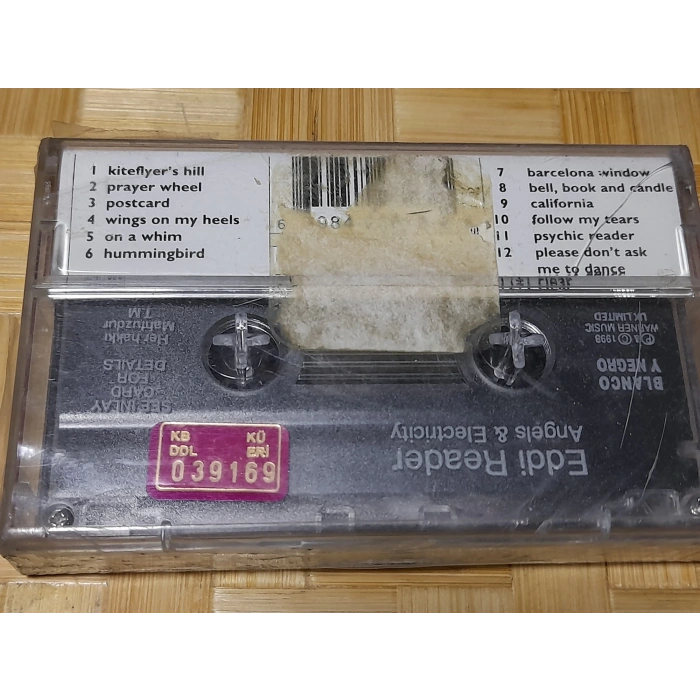 1 kiteflyer's hill
2 prayer wheel
3 postcard
4 wings on my heels
5 on a whim
6 hummingbird
7 barcelona window
8 bell, book and candle
9 california
10 follow my tears
11 psychic reader
12 please don't ask
me to dance
Her hakkı
Mahfuzdur
T.M
SEE INLAY
CARD
FOR
DETAILS
Eddi Reader
Angels & Electricity
BLANCO
Y NEGRO
℗ © 1998
WARNER MUSIC
UK LIMITED
KB KÜ
DDL ERİ
039169